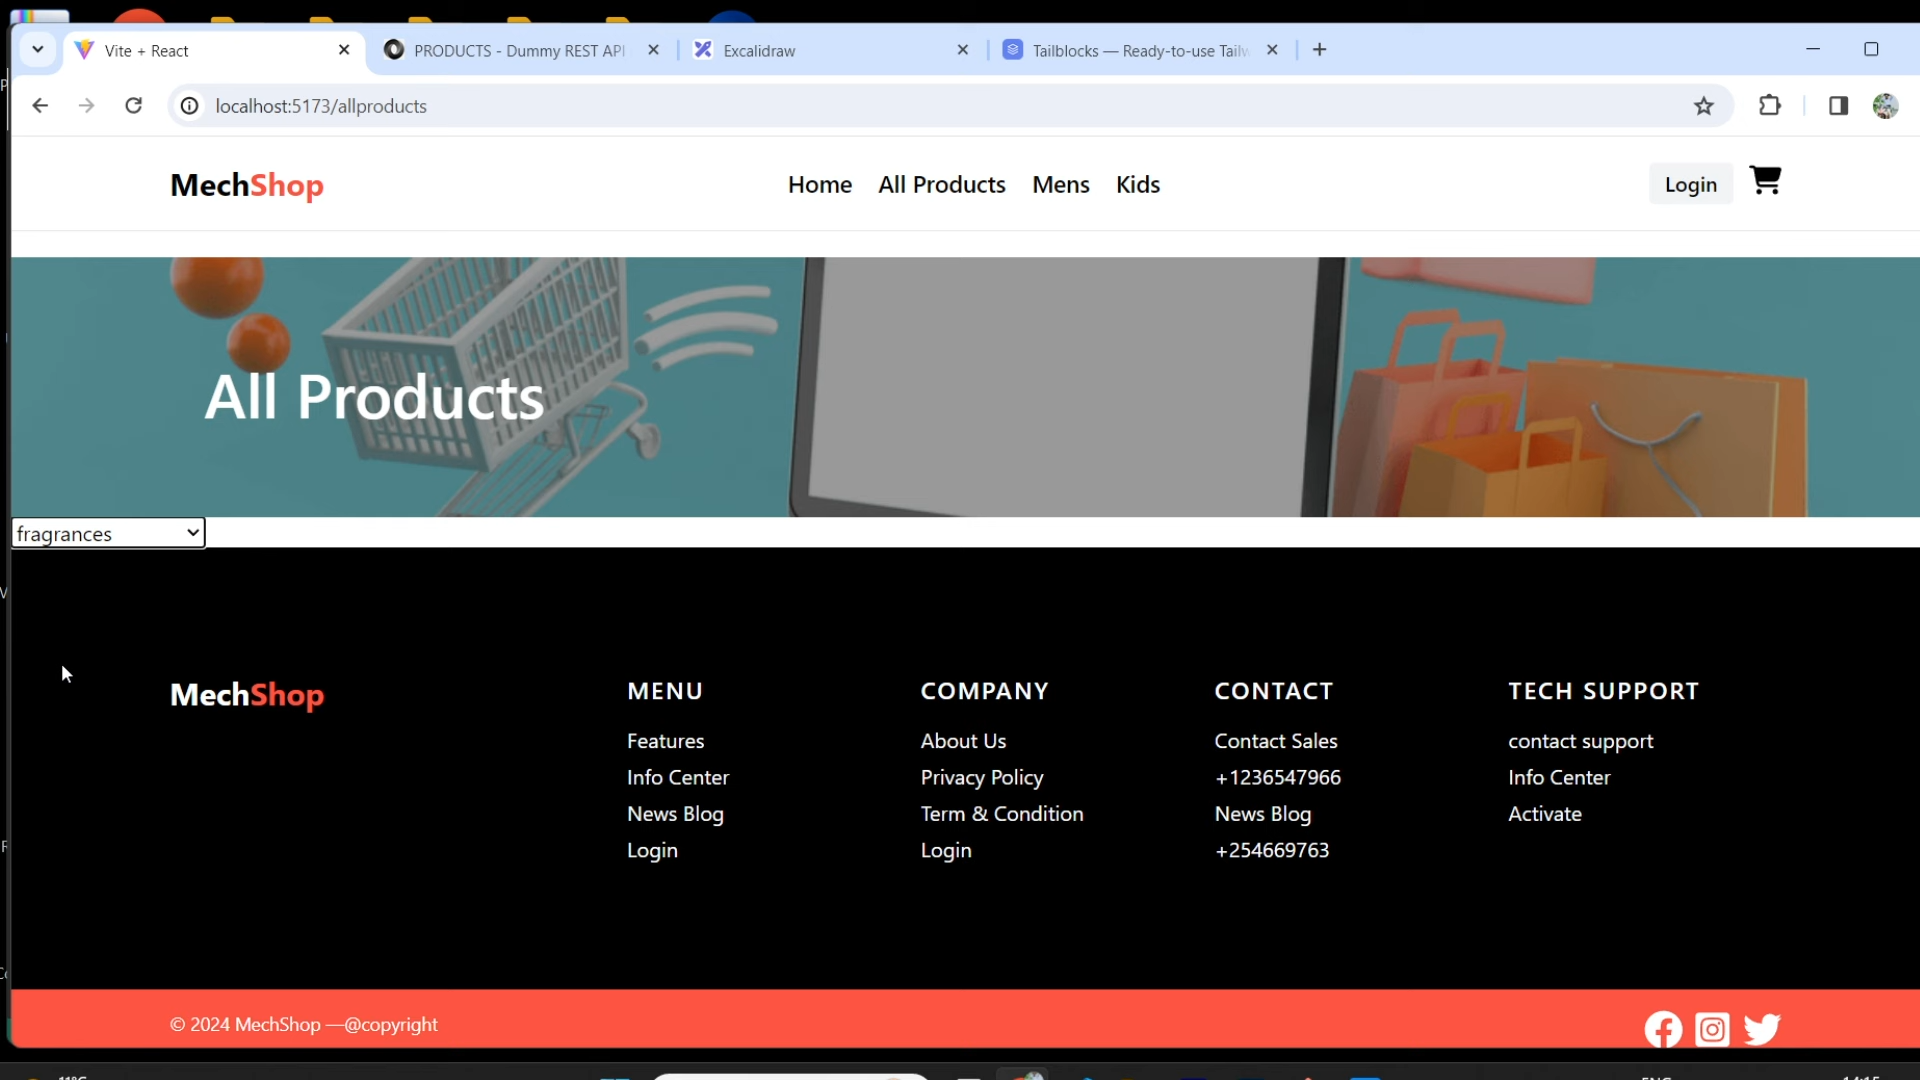 Vite + React
PRODUCTS - Dummy REST API
Excalidraw
Tailblocks — Ready-to-use Tailw
localhost:5173/allproducts
MechShop
Home All Products Mens Kids
Login
All Products
fragrances
MechShop
MENU
Features
Info Center
News Blog
Login
COMPANY
About Us
Privacy Policy
Term & Condition
Login
CONTACT
Contact Sales
+1236547966
News Blog
+254669763
TECH SUPPORT
contact support
Info Center
Activate
© 2024 MechShop —@copyright